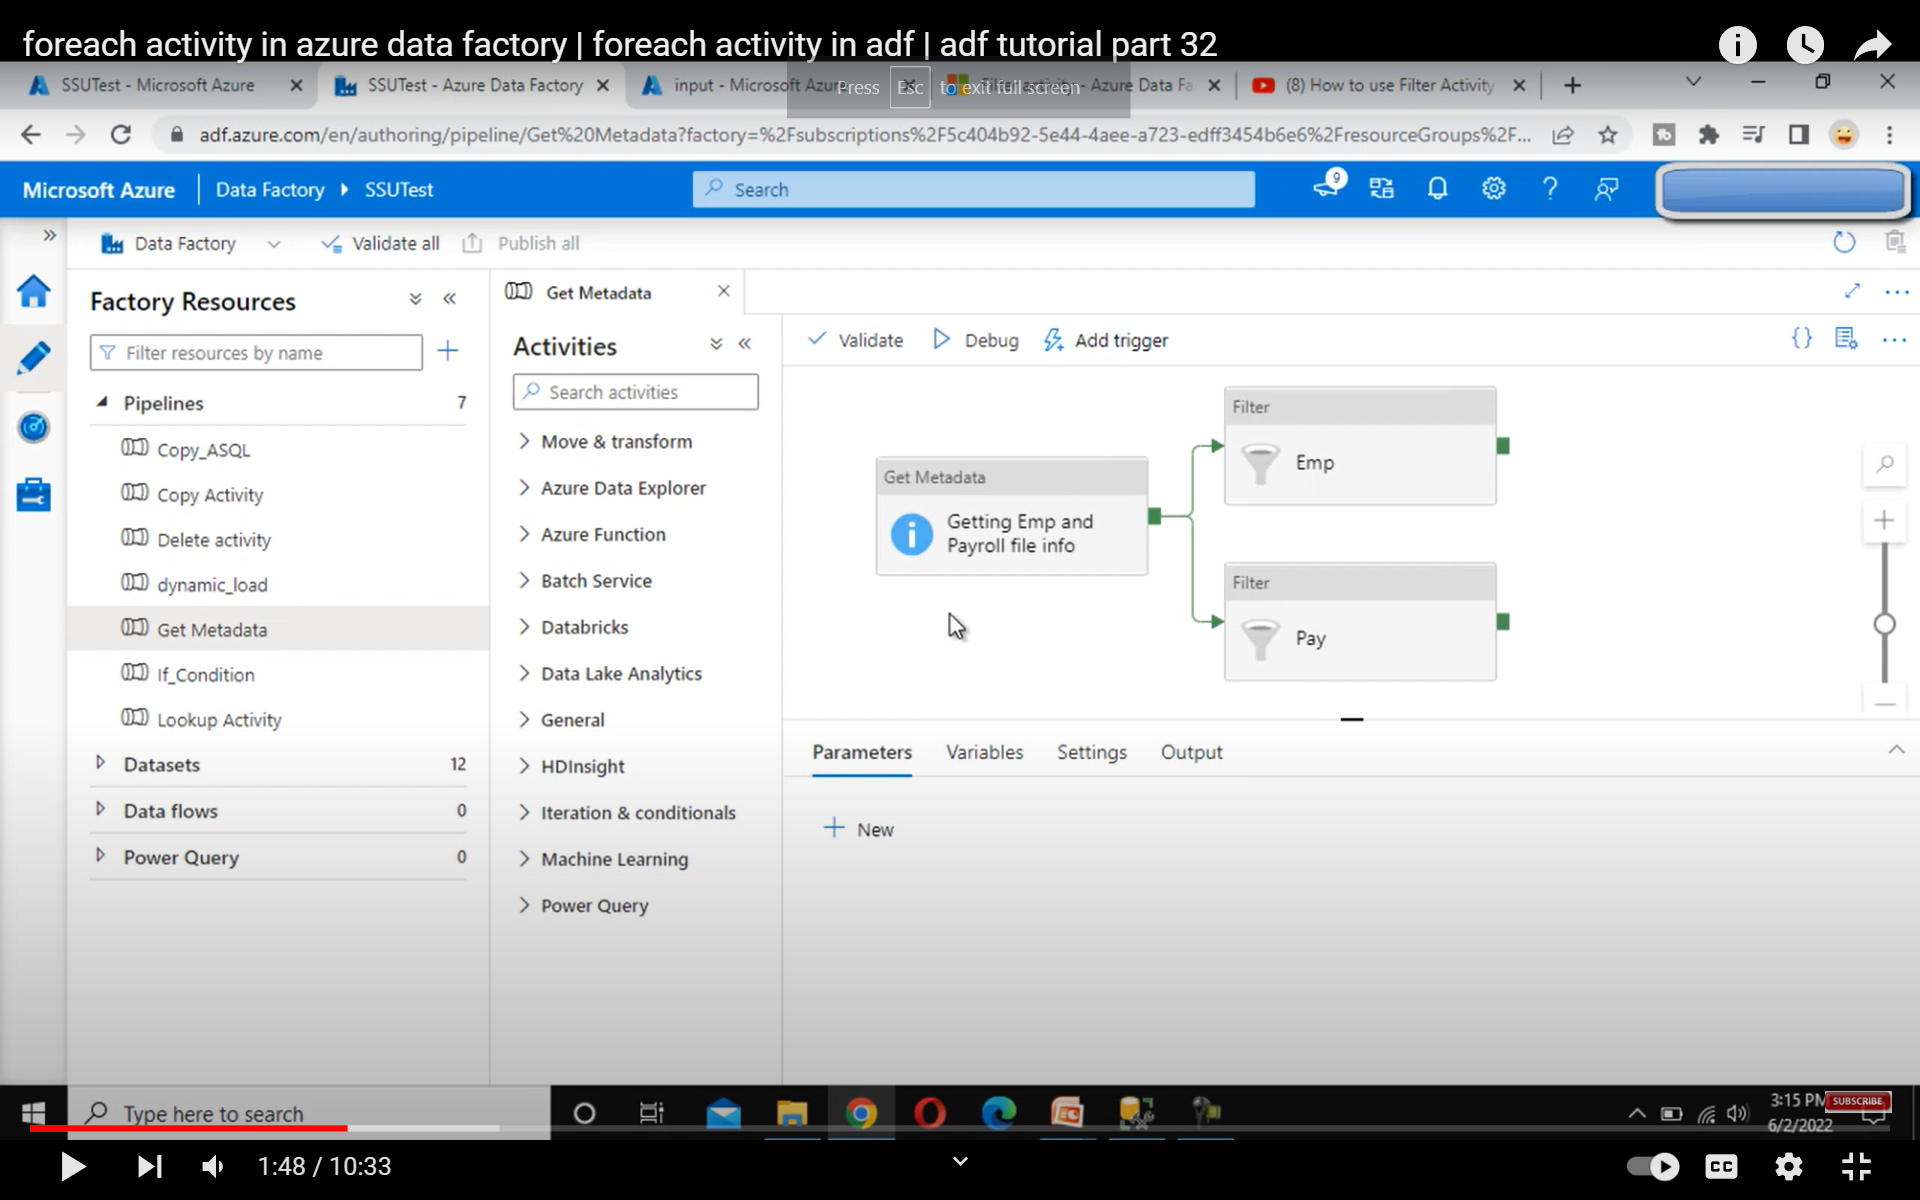 foreach activity in azure data factory | foreach activity in adf | adf tutorial part 32
SSUTest - Microsoft Azure
SSUTest - Azure Data Factory
input - Microsoft Azure
Azure Data Fa
(8) How to use Filter Activity
Press Esc to exit full screen
adf.azure.com/en/authoring/pipeline/Get%20Metadata?factory=%2Fsubscriptions%2F5c404b92-5e44-4aee-a723-edff3454b6e6%2FresourceGroups%2F...
Microsoft Azure
Data Factory
SSUTest
Search
9
Data Factory
Validate all
Publish all
Factory Resources
Filter resources by name
Pipelines 7
Copy_ASQL
Copy Activity
Delete activity
dynamic_load
Get Metadata
If_Condition
Lookup Activity
Datasets 12
Data flows 0
Power Query 0
Get Metadata
Activities
Search activities
Move & transform
Azure Data Explorer
Azure Function
Batch Service
Databricks
Data Lake Analytics
General
HDInsight
Iteration & conditionals
Machine Learning
Power Query
Validate
Debug
Add trigger
Get Metadata
Getting Emp and
Payroll file info
Filter
Emp
Filter
Pay
Parameters
Variables
Settings
Output
New
Type here to search
3:15 PM
6/2/2022
SUBSCRIBE
1:48 / 10:33
CC